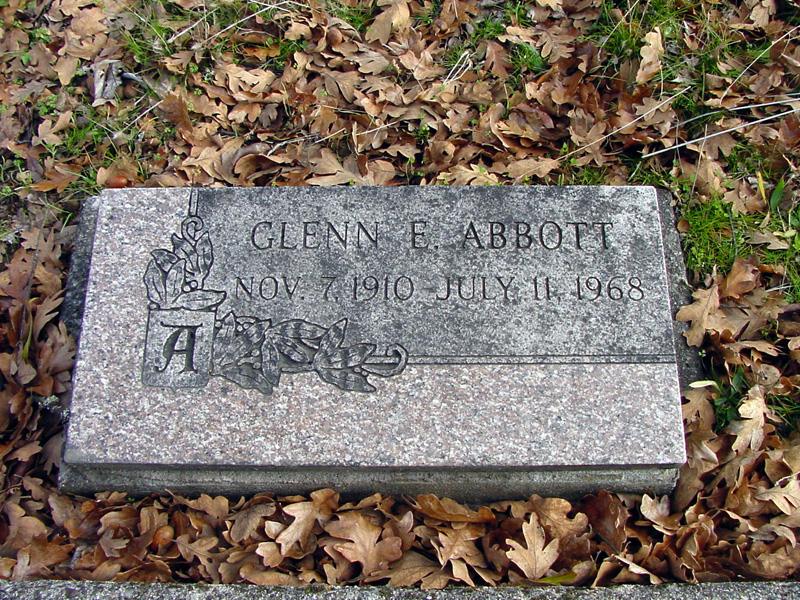 GLENN E. ABBOTT
NOV. 7, 1910 - JULY 11, 1968
A